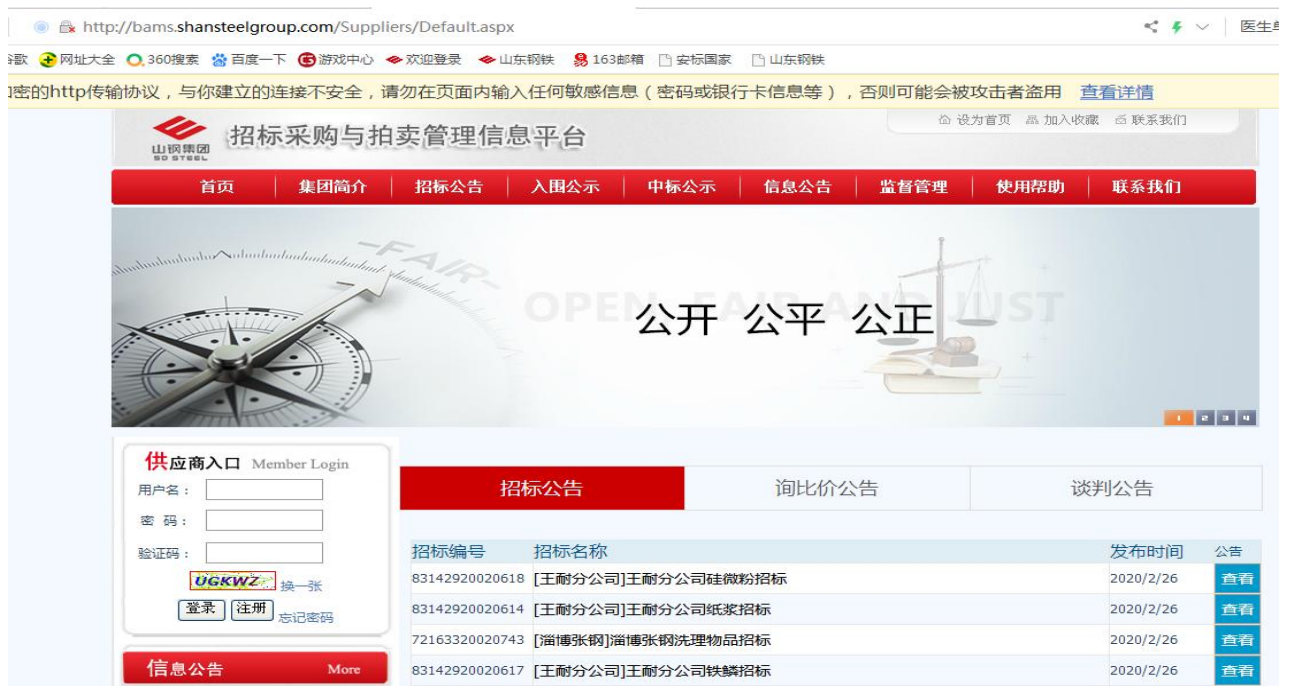 http://bams.shansteelgroup.com/Suppliers/Default.aspx 医生
谷歌 网址大全 360搜索 百度一下 游戏中心 欢迎登录 山东钢铁 163邮箱 安标国家 山东钢铁
密的http传输协议，与你建立的连接不安全，请勿在页面内输入任何敏感信息（密码或银行卡信息等），否则可能会被攻击者盗用 查看详情
设为首页 加入收藏 联系我们
山钢集团
SD STEEL
招标采购与拍卖管理信息平台
首页 集团简介 招标公告 入围公示 中标公示 信息公告 监督管理 使用帮助 联系我们
-FAIR-
OPEN, FAIR AND JUST
公开 公平 公正
1 2 3 4
供应商入口 Member Login
用户名：
密 码：
验证码：
UGKWZ 换一张
登录 注册 忘记密码
信息公告 More
招标公告 询比价公告 谈判公告
招标编号 招标名称 发布时间 公告
83142920020618 [王耐分公司]王耐分公司硅微粉招标 2020/2/26 查看
83142920020614 [王耐分公司]王耐分公司纸浆招标 2020/2/26 查看
72163320020743 [淄博张钢]淄博张钢洗理物品招标 2020/2/26 查看
83142920020617 [王耐分公司]王耐分公司铁鳞招标 2020/2/26 查看